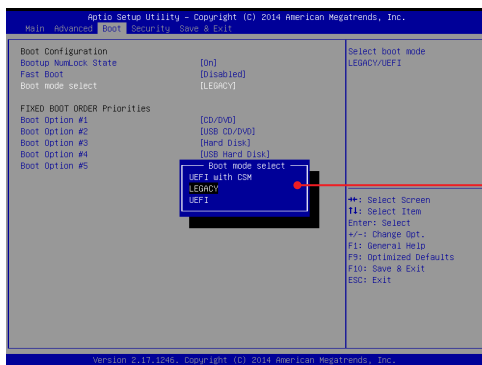 Aptio Setup Utility – Copyright (C) 2014 American Megatrends, Inc.
Main Advanced Boot Security Save & Exit
Boot Configuration
Bootup NumLock State [On]
Fast Boot [Disabled]
Boot mode select [LEGACY]
FIXED BOOT ORDER Priorities
Boot Option #1 [CD/DVD]
Boot Option #2 [USB CD/DVD]
Boot Option #3 [Hard Disk]
Boot Option #4 [USB Hard Disk]
Boot Option #5
Boot mode select
UEFI with CSM
LEGACY
UEFI
Select boot mode
LEGACY/UEFI
→←: Select Screen
↑↓: Select Item
Enter: Select
+/-: Change Opt.
F1: General Help
F9: Optimized Defaults
F10: Save & Exit
ESC: Exit
Version 2.17.1246. Copyright (C) 2014 American Megatrends, Inc.